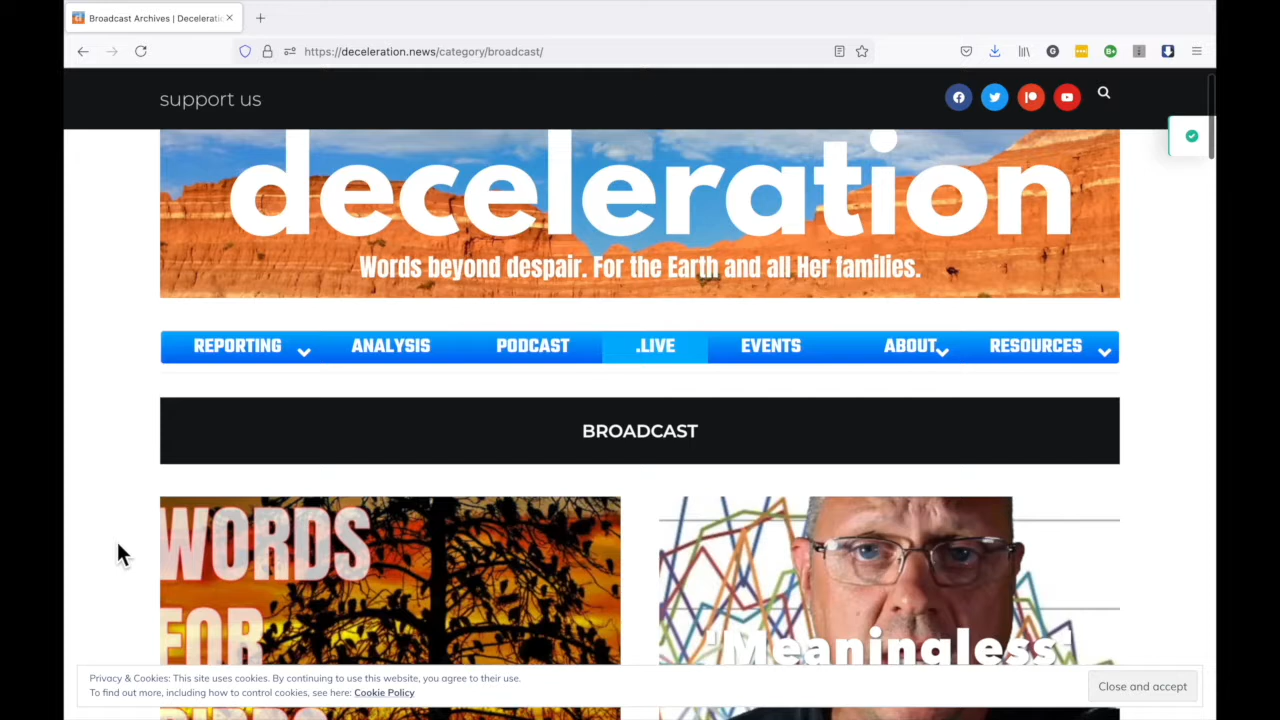 Broadcast Archives | Decelerati
https://deceleration.news/category/broadcast/
support us
deceleration
Words beyond despair. For the Earth and all Her families.
REPORTING ANALYSIS PODCAST .LIVE EVENTS ABOUT RESOURCES
BROADCAST
WORDS
FOR
BIRDS
"Meaningless"
Privacy & Cookies: This site uses cookies. By continuing to use this website, you agree to their use.
To find out more, including how to control cookies, see here: Cookie Policy
Close and accept